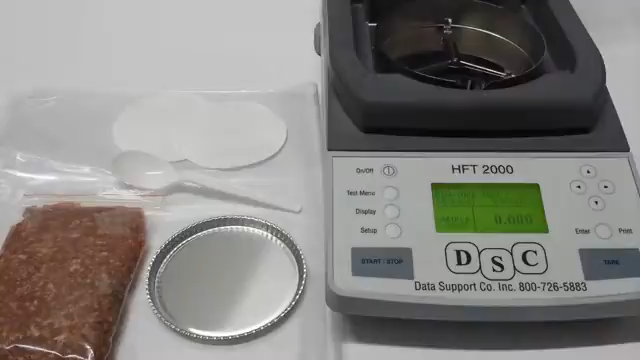 HFT 2000
On/Off
Test Menu
Display
Setup
0.000
Enter
Print
START / STOP
DSC
TARE
Data Support Co. Inc. 800-726-5883